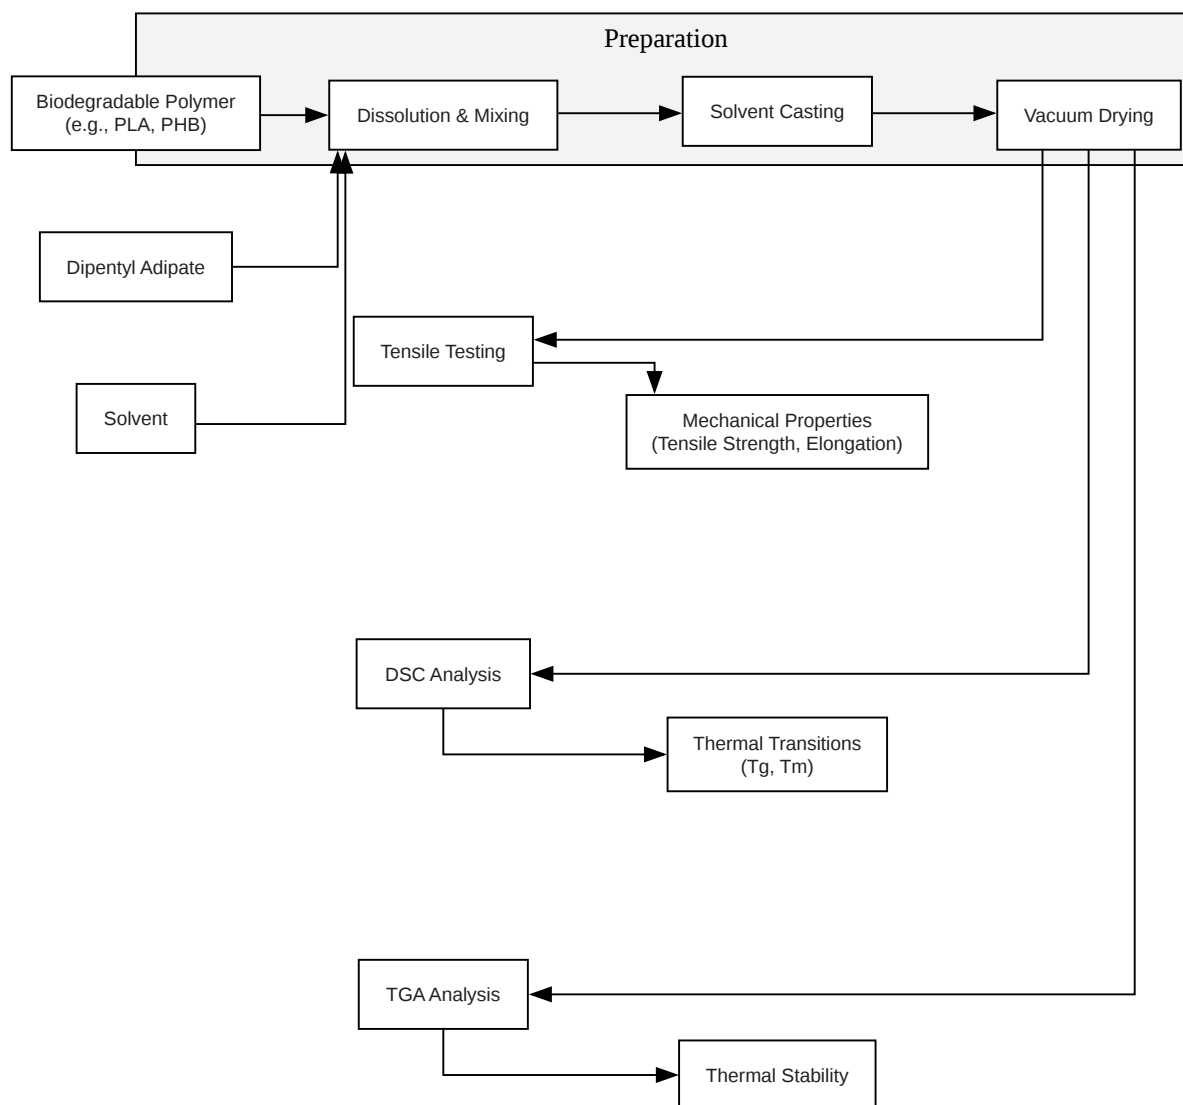 Preparation
Biodegradable Polymer
(e.g., PLA, PHB)
Dissolution & Mixing
Solvent Casting
Vacuum Drying
Dipentyl Adipate
Solvent
Tensile Testing
Mechanical Properties
(Tensile Strength, Elongation)
DSC Analysis
Thermal Transitions
(Tg, Tm)
TGA Analysis
Thermal Stability